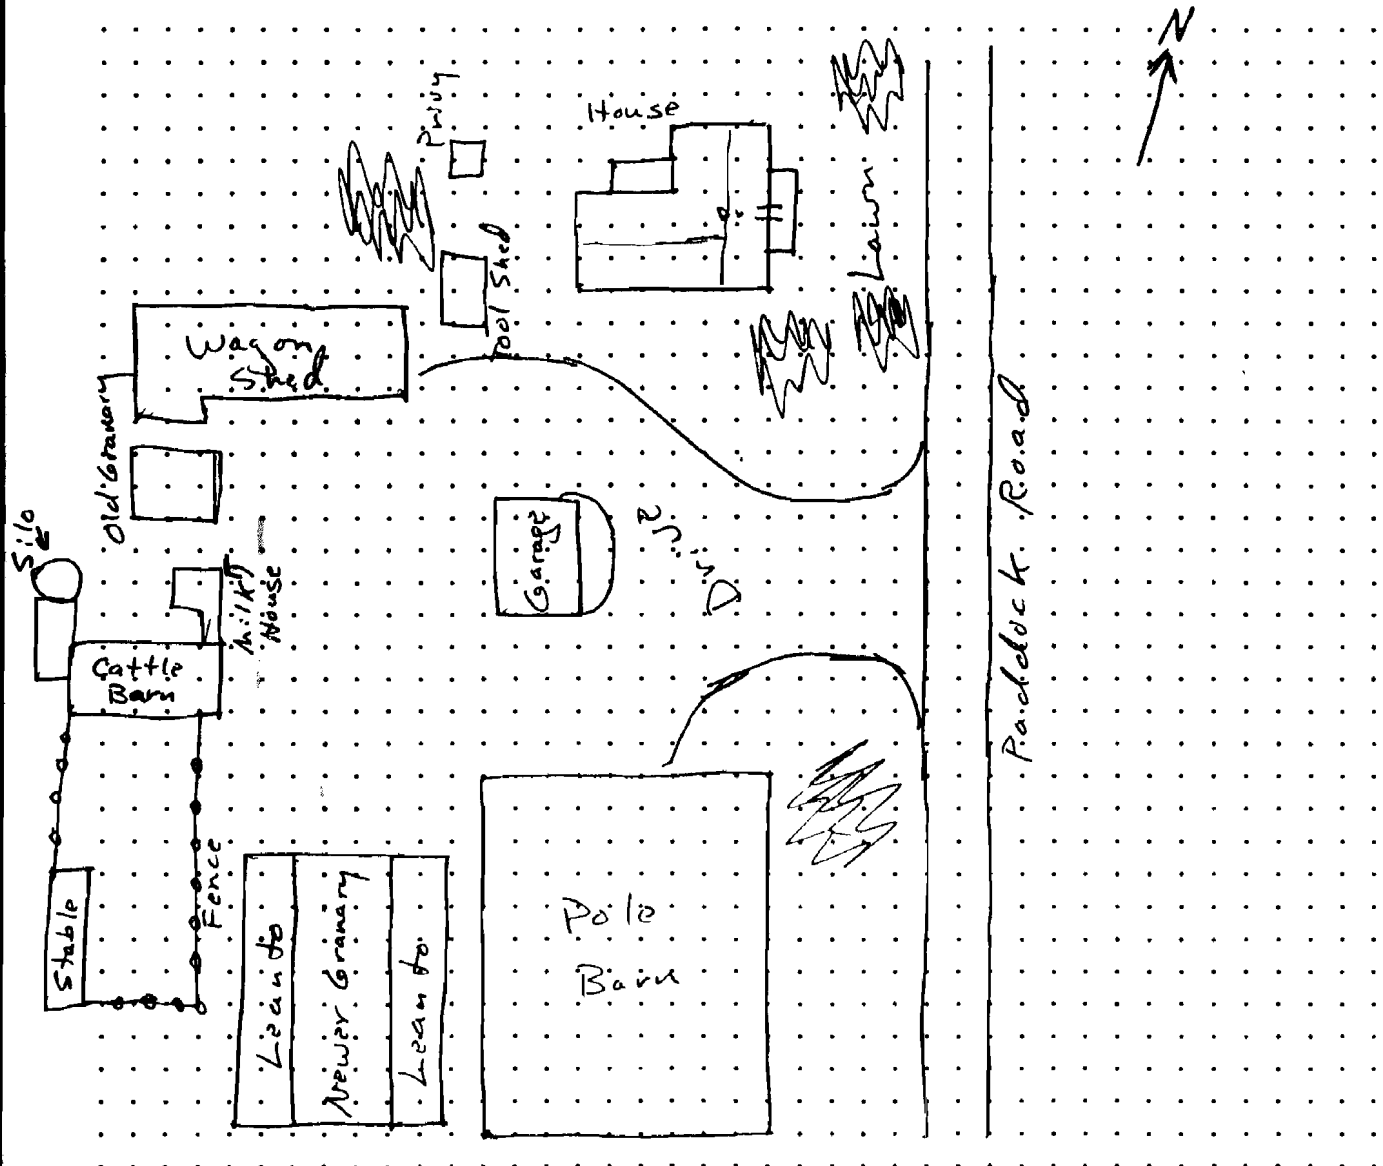 N
Privy
House
Lawn
Tool Shed
Wagon
Shed
Old Granary
Silo
Milk
House
Garage
Drive
Paddock Road
Cattle
Barn
Fence
Stable
Lean to
Newer Granary
Lean to
Pole
Barn